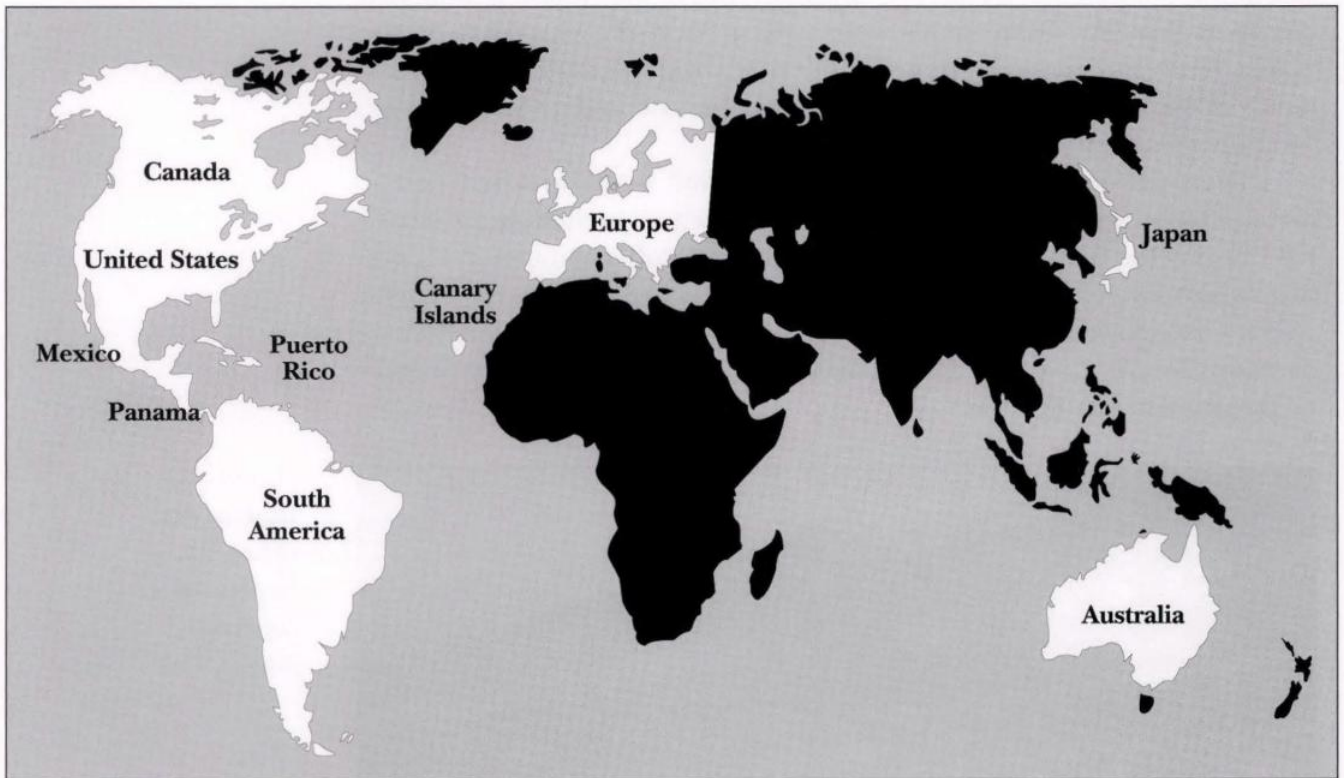 Canada
United States
Mexico
Puerto
Rico
Panama
South
America
Canary
Islands
Europe
Japan
Australia